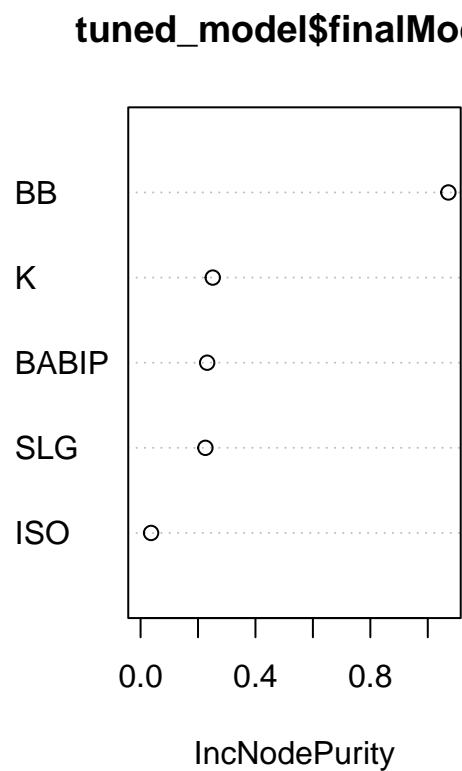 tuned_model$finalMo
BB
K
BABIP
SLG
ISO
0.0 0.4 0.8
IncNodePurity